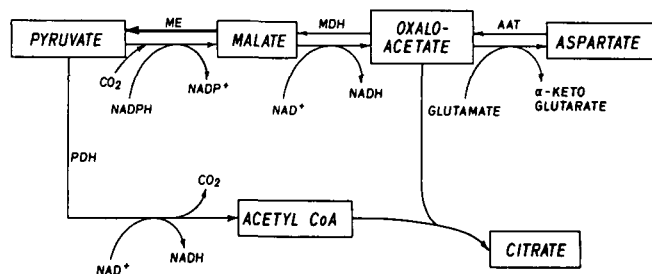 ME
PYRUVATE
CO2
NADPH
NADP+
MALATE
MDH
NAD+
NADH
OXALO-
ACETATE
AAT
GLUTAMATE
α-KETO
GLUTARATE
ASPARTATE
PDH
NAD+
NADH
CO2
ACETYL CoA
CITRATE